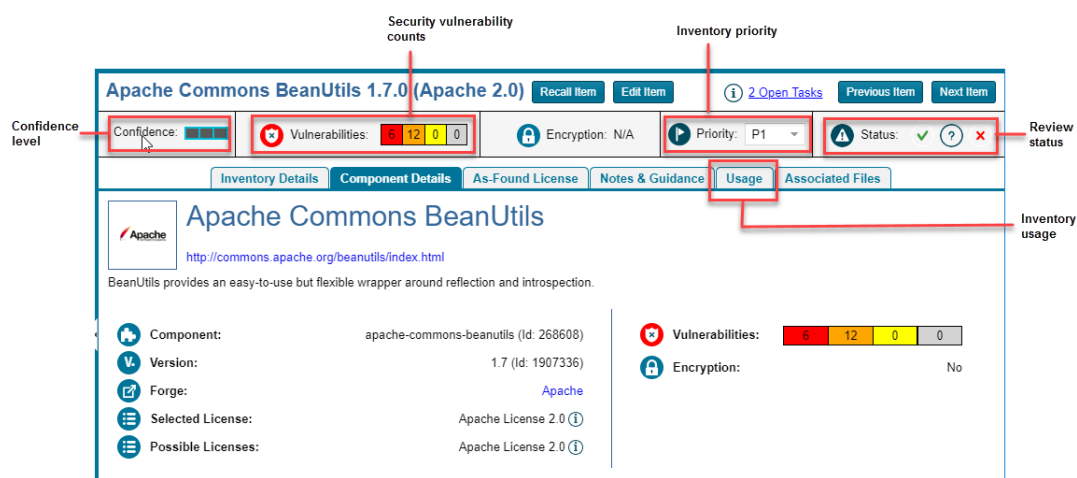 Security vulnerability
counts
Inventory priority
Apache Commons BeanUtils 1.7.0 (Apache 2.0) Recall Item Edit Item i 2 Open Tasks Previous Item Next Item
Confidence
level
Confidence: Vulnerabilities: 6 12 0 0 Encryption: N/A Priority: P1 Status: ✓ ? ×
Review
status
Inventory Details Component Details As-Found License Notes & Guidance Usage Associated Files
Inventory
usage
Apache
Apache Commons BeanUtils
http://commons.apache.org/beanutils/index.html
BeanUtils provides an easy-to-use but flexible wrapper around reflection and introspection.
Component: apache-commons-beanutils (Id: 268608)
Version: 1.7 (Id: 1907336)
Forge: Apache
Selected License: Apache License 2.0 i
Possible Licenses: Apache License 2.0 i
Vulnerabilities: 6 12 0 0
Encryption: No